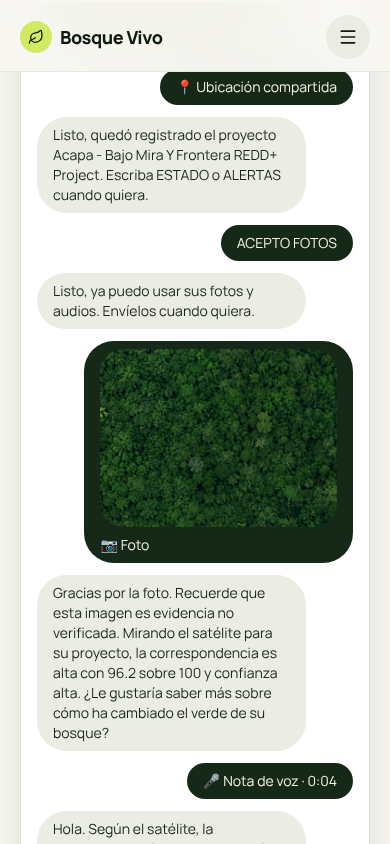 Bosque Vivo
📍 Ubicación compartida
Listo, quedó registrado el proyecto
Acapa - Bajo Mira Y Frontera REDD+
Project. Escriba ESTADO o ALERTAS
cuando quiera.
ACEPTO FOTOS
Listo, ya puedo usar sus fotos y
audios. Envíelos cuando quiera.
📷 Foto
Gracias por la foto. Recuerde que
esta imagen es evidencia no
verificada. Mirando el satélite para
su proyecto, la correspondencia es
alta con 96.2 sobre 100 y confianza
alta. ¿Le gustaría saber más sobre
cómo ha cambiado el verde de su
bosque?
🎤 Nota de voz · 0:04
Hola. Según el satélite, la